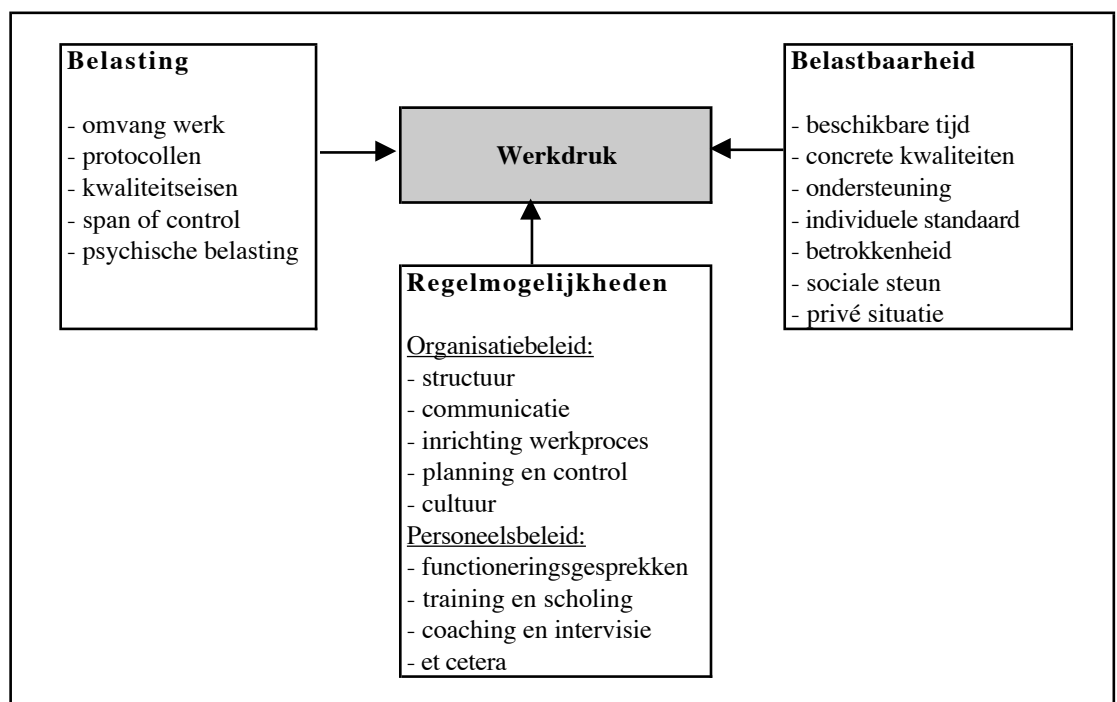 Belasting
- omvang werk
- protocollen
- kwaliteitseisen
- span of control
- psychische belasting
Werkdruk
Belastbaarheid
- beschikbare tijd
- concrete kwaliteiten
- ondersteuning
- individuele standaard
- betrokkenheid
- sociale steun
- privé situatie
Regelmogelijkheden
Organisatiebeleid:
- structuur
- communicatie
- inrichting werkproces
- planning en control
- cultuur
Personeelsbeleid:
- functioneringsgesprekken
- training en scholing
- coaching en intervisie
- et cetera